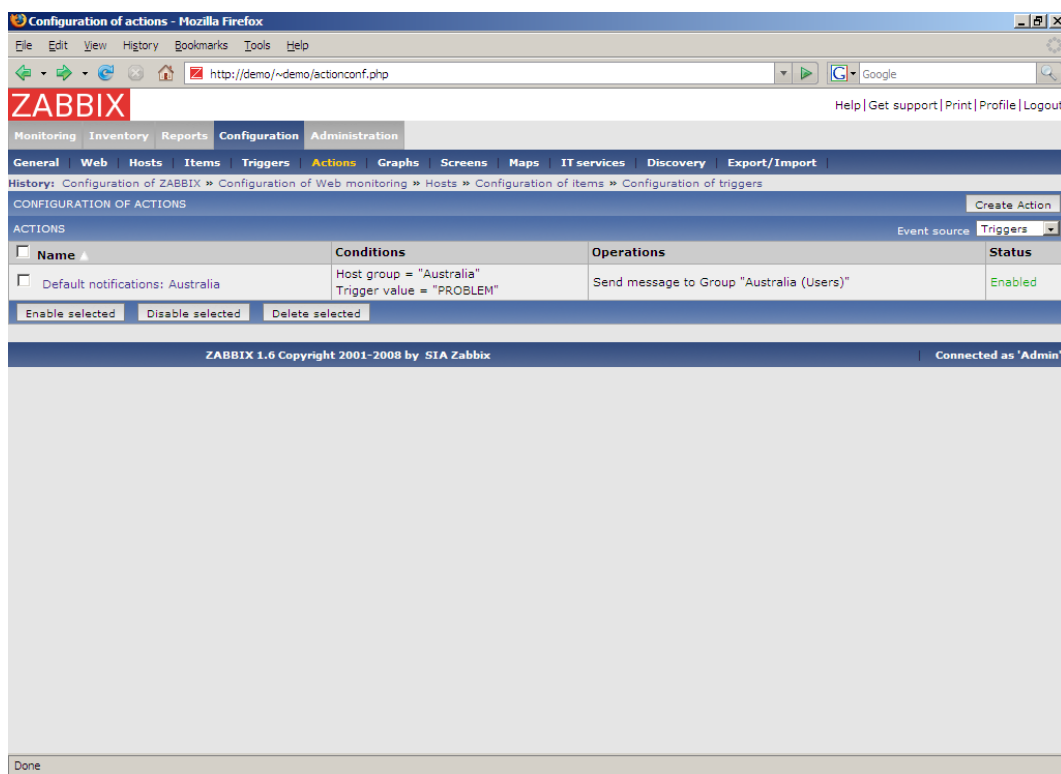 Configuration of actions - Mozilla Firefox
File Edit View History Bookmarks Tools Help
http://demo/~demo/actionconf.php
G Google
ZABBIX
Help | Get support | Print | Profile | Logout
Monitoring Inventory Reports Configuration Administration
General | Web | Hosts | Items | Triggers | Actions | Graphs | Screens | Maps | IT services | Discovery | Export/Import |
History: Configuration of ZABBIX » Configuration of Web monitoring » Hosts » Configuration of items » Configuration of triggers
CONFIGURATION OF ACTIONS Create Action
ACTIONS Event source Triggers
Name Conditions Operations Status
Default notifications: Australia Host group = "Australia" Send message to Group "Australia (Users)" Enabled
Trigger value = "PROBLEM"
Enable selected Disable selected Delete selected
ZABBIX 1.6 Copyright 2001-2008 by SIA Zabbix | Connected as 'Admin'
Done